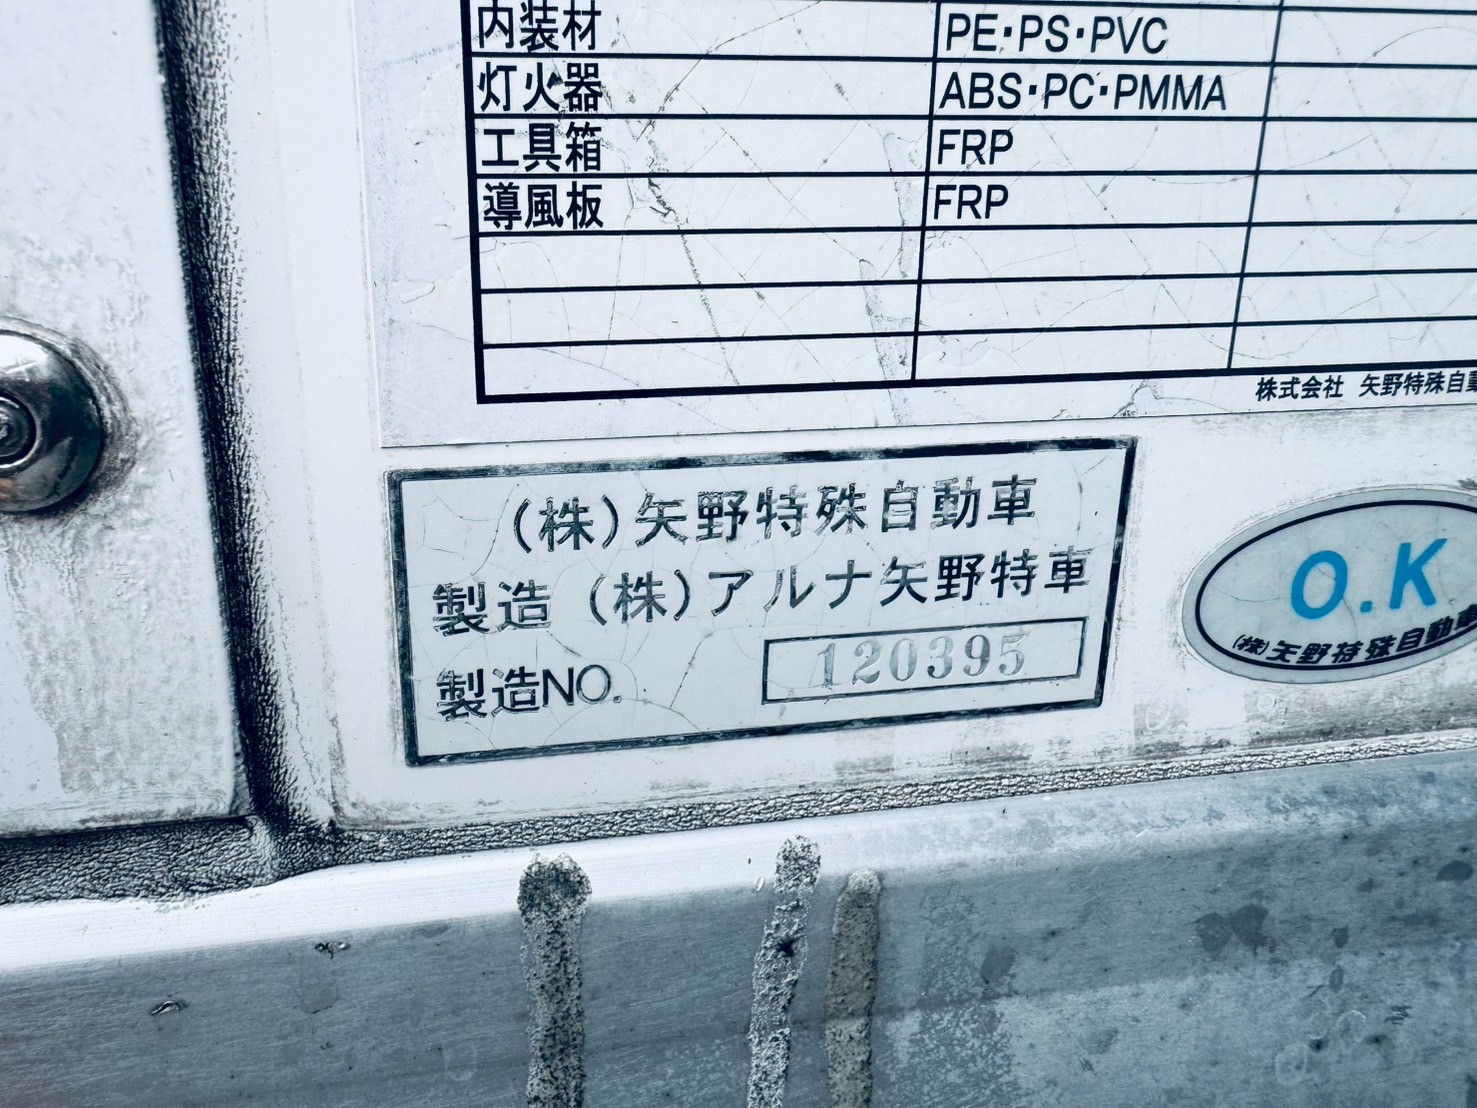 内装材 PE・PS・PVC
灯火器 ABS・PC・PMMA
工具箱 FRP
導風板 FRP
株式会社 矢野特殊自動
(株)矢野特殊自動車
製造 (株)アルナ矢野特車
製造NO. 120395
O.K
(株)矢野特殊自動車